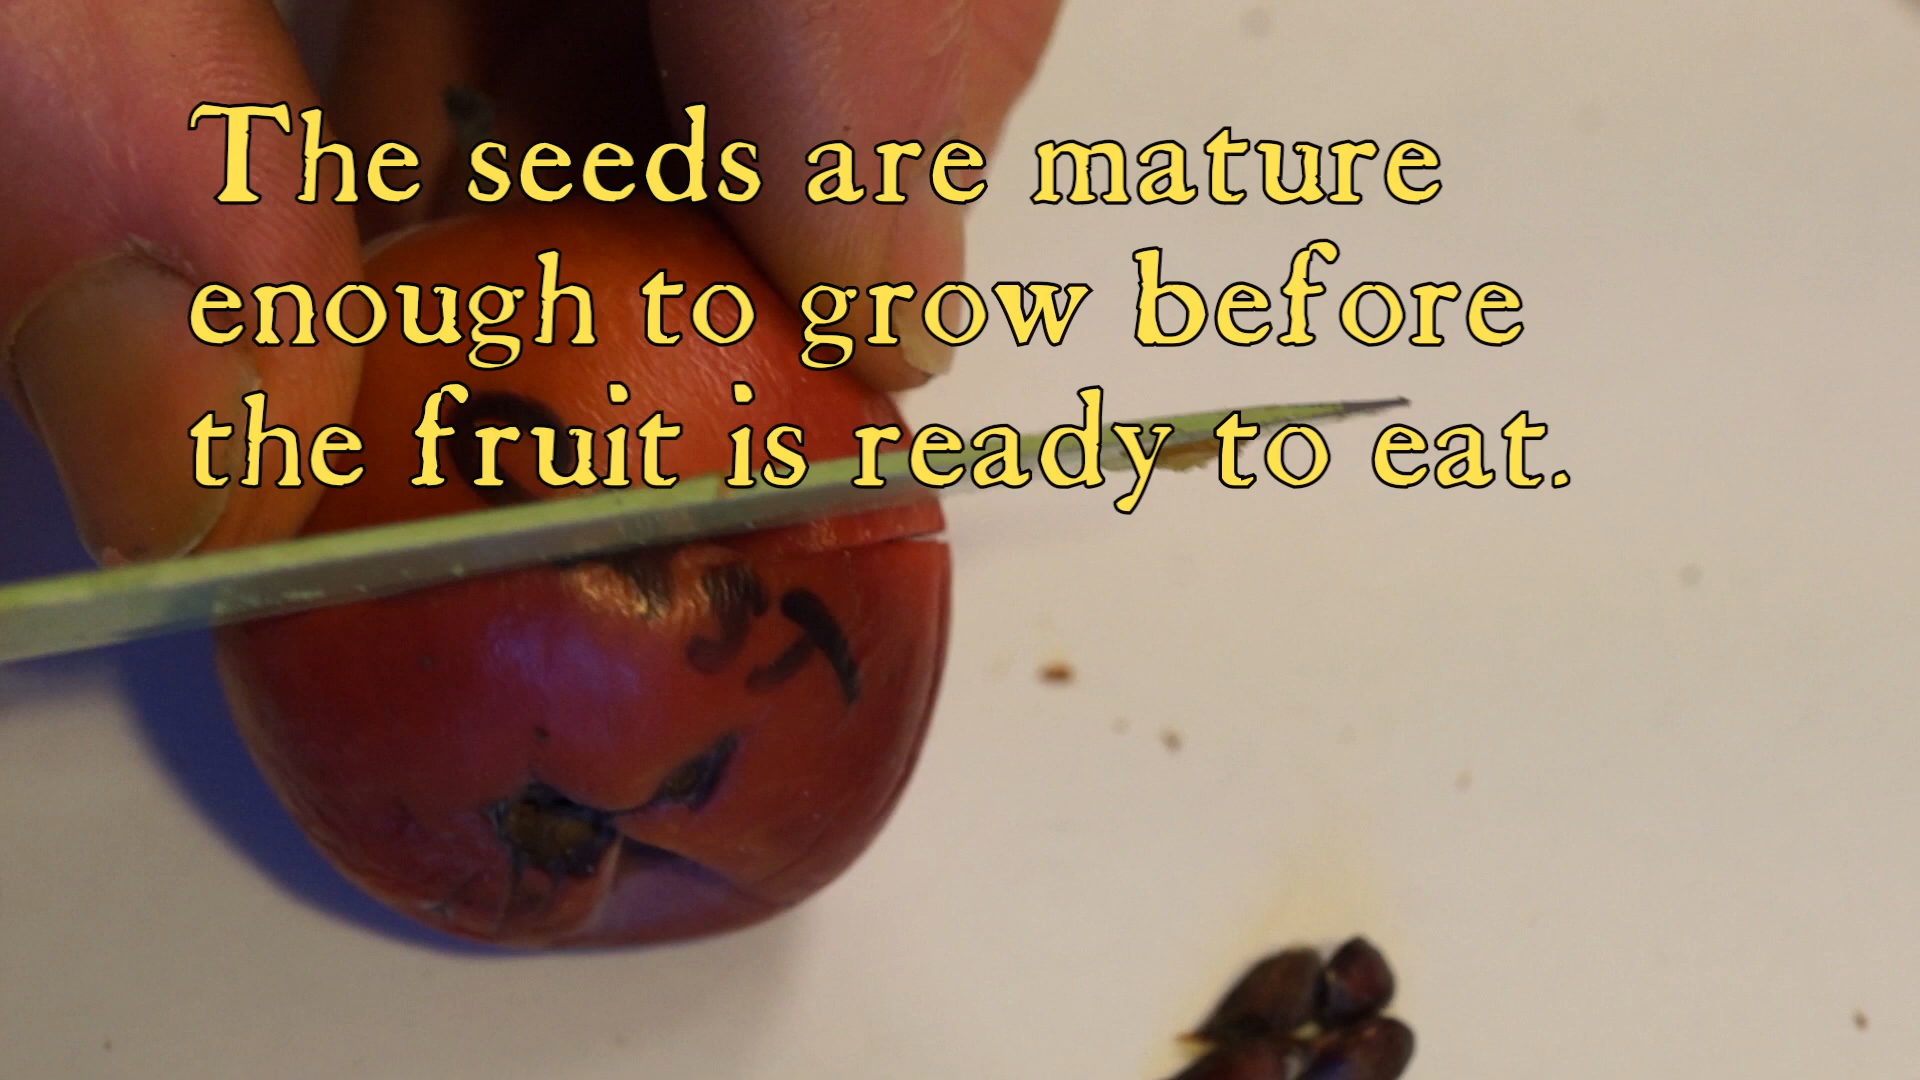 The seeds are mature
enough to grow before
the fruit is ready to eat.